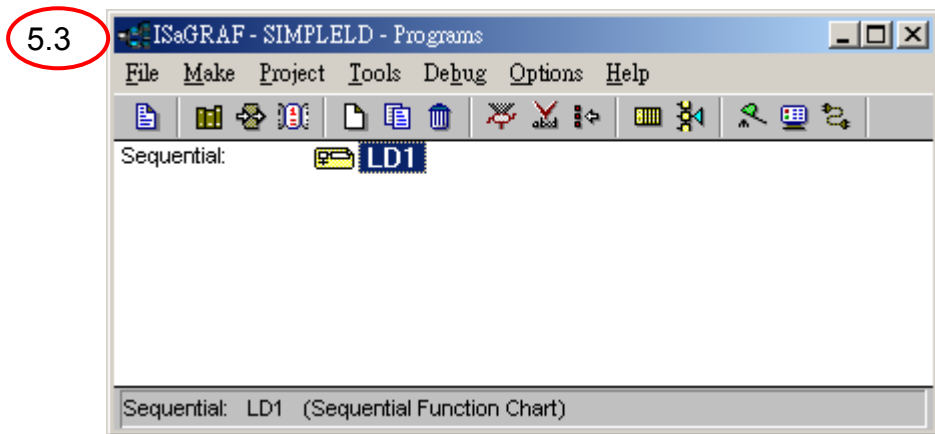 5.3
ISaGRAF - SIMPLELD - Programs
File Make Project Tools Debug Options Help
Sequential: LD1
Sequential: LD1 (Sequential Function Chart)